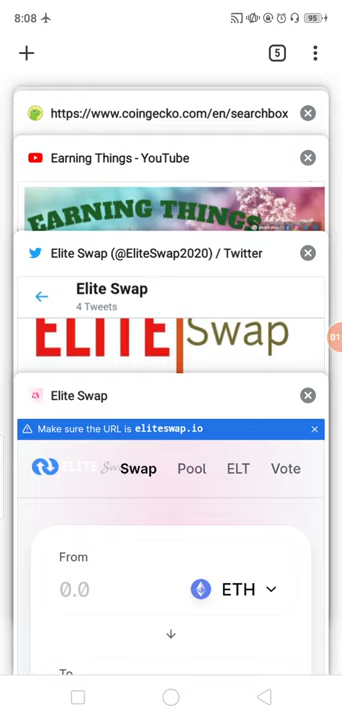 8:08
95
5
https://www.coingecko.com/en/searchbox
Earning Things - YouTube
EARNING THINGS
Elite Swap (@EliteSwap2020) / Twitter
Elite Swap
4 Tweets
ELITE Swap
01
Elite Swap
Make sure the URL is eliteswap.io
ELITE Swap Pool ELT Vote
From
0.0 ETH
To